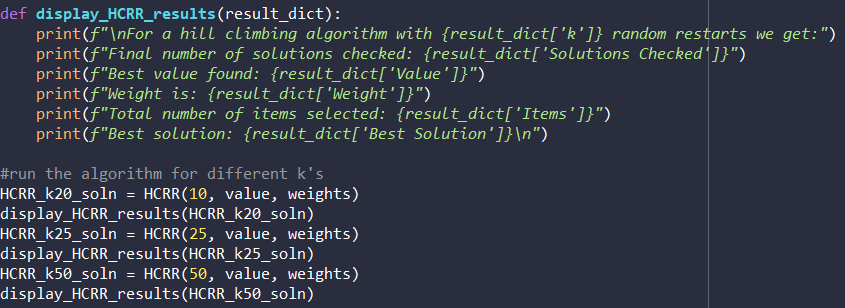 def display_HCRR_results(result_dict):
    print(f"\nFor a hill climbing algorithm with {result_dict['k']} random restarts we get:")
    print(f"Final number of solutions checked: {result_dict['Solutions Checked']}")
    print(f"Best value found: {result_dict['Value']}")
    print(f"Weight is: {result_dict['Weight']}")
    print(f"Total number of items selected: {result_dict['Items']}")
    print(f"Best solution: {result_dict['Best Solution']}\n")

#run the algorithm for different k's
HCRR_k20_soln = HCRR(10, value, weights)
display_HCRR_results(HCRR_k20_soln)
HCRR_k25_soln = HCRR(25, value, weights)
display_HCRR_results(HCRR_k25_soln)
HCRR_k50_soln = HCRR(50, value, weights)
display_HCRR_results(HCRR_k50_soln)